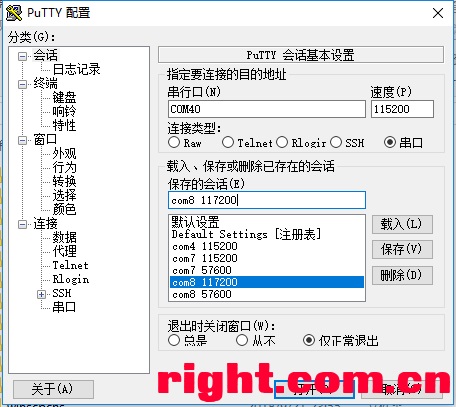 PuTTY 配置
分类(G):
会话
日志记录
终端
键盘
响铃
特性
窗口
外观
行为
转换
选择
颜色
连接
数据
代理
Telnet
Rlogin
SSH
串口
PuTTY 会话基本设置
指定要连接的目的地址
串行口(N) 速度(P)
COM40 115200
连接类型:
Raw Telnet Rlogir SSH 串口
载入、保存或删除已存在的会话
保存的会话(E)
com8 117200
默认设置
Default Settings [注册表]
com4 115200
com7 115200
com7 57600
com8 117200
com8 57600
载入(L)
保存(V)
删除(D)
退出时关闭窗口(W):
总是 从不 仅正常退出
关于(A)
right.com.cn